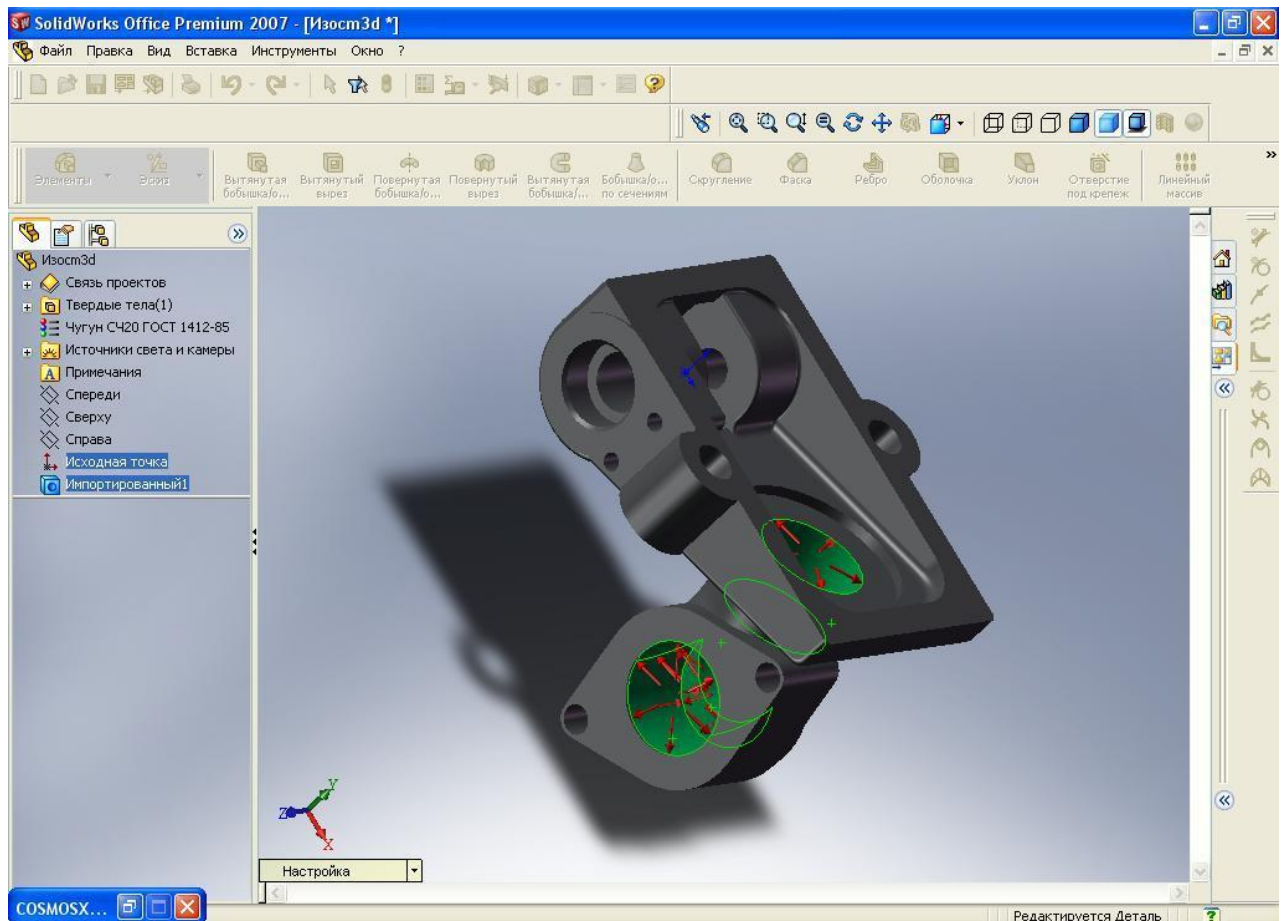 SolidWorks Office Premium 2007 - [Изост3d *]
Файл Правка Вид Вставка Инструменты Окно ?
Элементы
Эскиз
Вытянутая
бобышка/о...
Вытянутый
вырез
Повернутая
бобышка/о...
Повернутый
вырез
Вытянутая
бобышка/...
Бобышка/о...
по сечениям
Скругление
Фаска
Ребро
Оболочка
Уклон
Отверстие
под крепеж
Линейный
массив
Изост3d
Связь проектов
Твердые тела(1)
Чугун СЧ20 ГОСТ 1412-85
Источники света и камеры
Примечания
Спереди
Сверху
Справа
Исходная точка
Импортированный1
Y
Z
X
Настройка
COSMOSX...
Редактируется Деталь